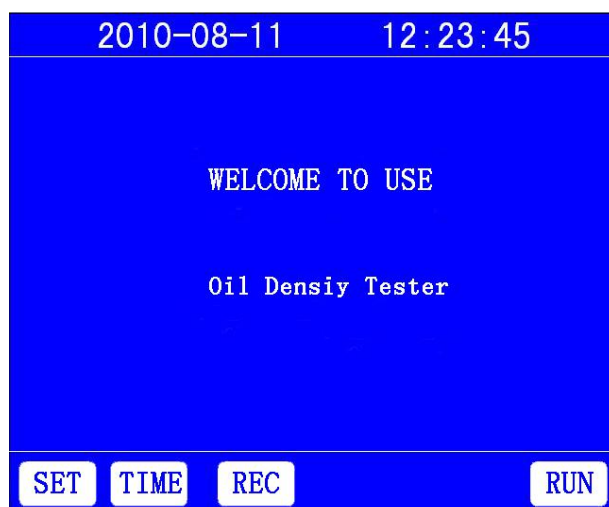 2010-08-11 12:23:45
WELCOME TO USE
Oil Densiy Tester
SET TIME REC RUN